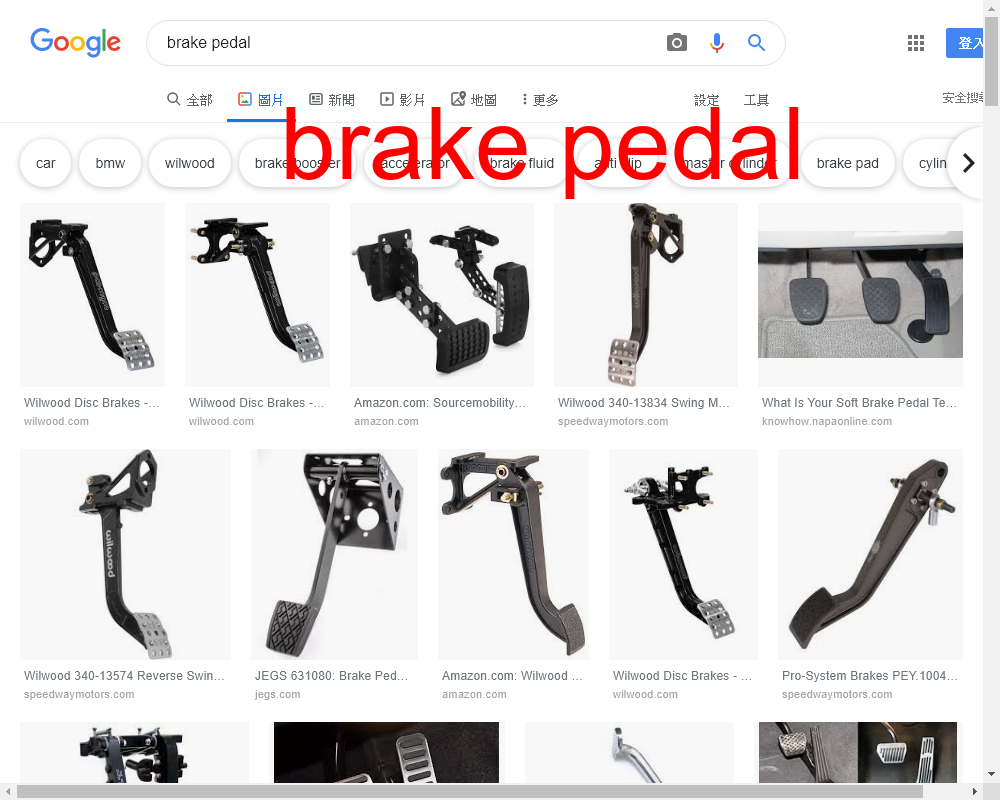 Google
brake pedal
登入
全部 圖片 新聞 影片 地圖 更多 設定 工具 安全搜尋
brake pedal
car bmw wilwood brake booster accelerator brake fluid anti slip master cylinder brake pad cylin
Wilwood Disc Brakes -... Wilwood Disc Brakes -... Amazon.com: Sourcemobility... Wilwood 340-13834 Swing M... What Is Your Soft Brake Pedal Te...
wilwood.com wilwood.com amazon.com speedwaymotors.com knowhow.napaonline.com
wilwood
Wilwood 340-13574 Reverse Swin... JEGS 631080: Brake Ped... Amazon.com: Wilwood ... Wilwood Disc Brakes - ... Pro-System Brakes PEY.1004...
speedwaymotors.com jegs.com amazon.com wilwood.com speedwaymotors.com